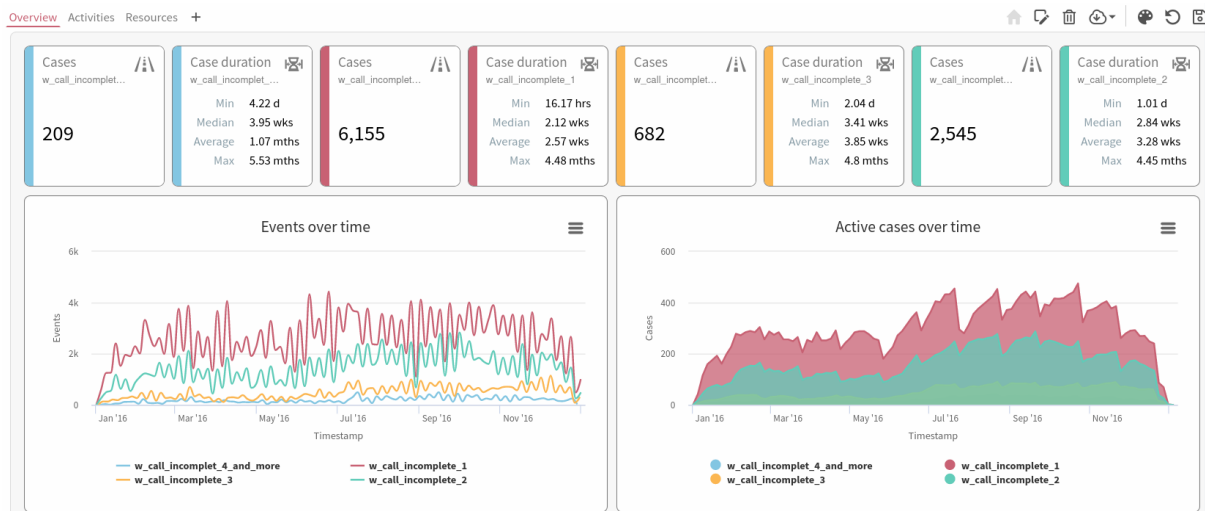 Overview Activities Resources +
Cases
w_call_incomplet...
209
Case duration
w_call_incomplet_...
Min 4.22 d
Median 3.95 wks
Average 1.07 mths
Max 5.53 mths
Cases
w_call_incomplet...
6,155
Case duration
w_call_incomplete_1
Min 16.17 hrs
Median 2.12 wks
Average 2.57 wks
Max 4.48 mths
Cases
w_call_incomplet...
682
Case duration
w_call_incomplete_3
Min 2.04 d
Median 3.41 wks
Average 3.85 wks
Max 4.8 mths
Cases
w_call_incomplet...
2,545
Case duration
w_call_incomplete_2
Min 1.01 d
Median 2.84 wks
Average 3.28 wks
Max 4.45 mths
Events over time
6k
4k
2k
0
Events
Jan '16 Mar '16 May '16 Jul '16 Sep '16 Nov '16
Timestamp
w_call_incomplet_4_and_more w_call_incomplete_1
w_call_incomplete_3 w_call_incomplete_2
Active cases over time
600
400
200
0
Cases
Jan '16 Mar '16 May '16 Jul '16 Sep '16 Nov '16
Timestamp
w_call_incomplet_4_and_more w_call_incomplete_1
w_call_incomplete_3 w_call_incomplete_2